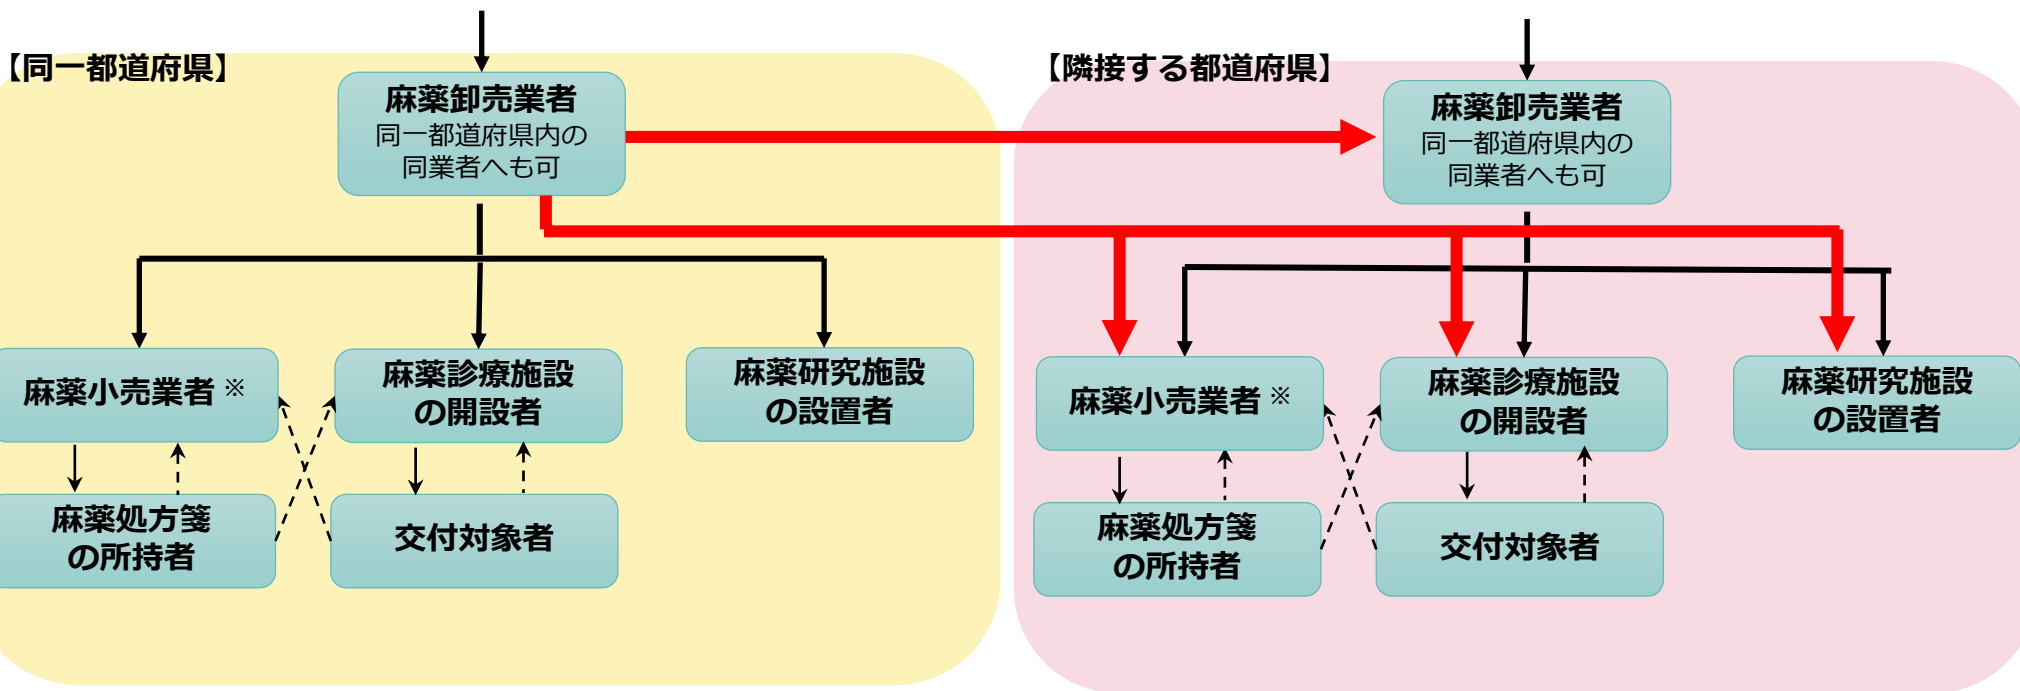 【同一都道府県】
麻薬卸売業者
同一都道府県内の
同業者へも可
麻薬小売業者 ※
麻薬診療施設
の開設者
麻薬研究施設
の設置者
麻薬処方箋
の所持者
交付対象者
【隣接する都道府県】
麻薬卸売業者
同一都道府県内の
同業者へも可
麻薬小売業者 ※
麻薬診療施設
の開設者
麻薬研究施設
の設置者
麻薬処方箋
の所持者
交付対象者